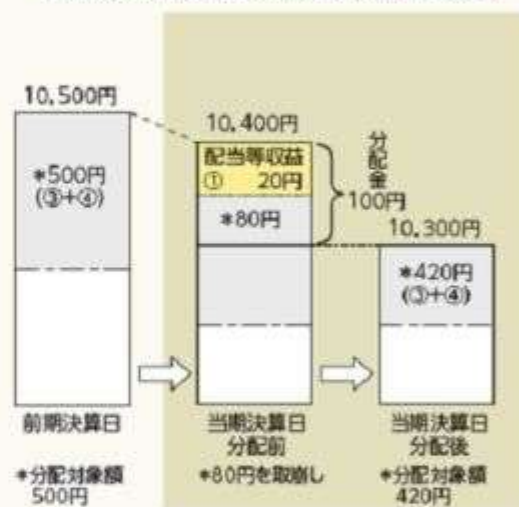 10,500円
*500円
(③+④)
前期決算日
*分配対象額
500円
10,400円
配当等収益
① 20円
*80円
分配金
100円
当期決算日
分配前
*80円を取崩し
10,300円
*420円
(③+④)
当期決算日
分配後
*分配対象額
420円